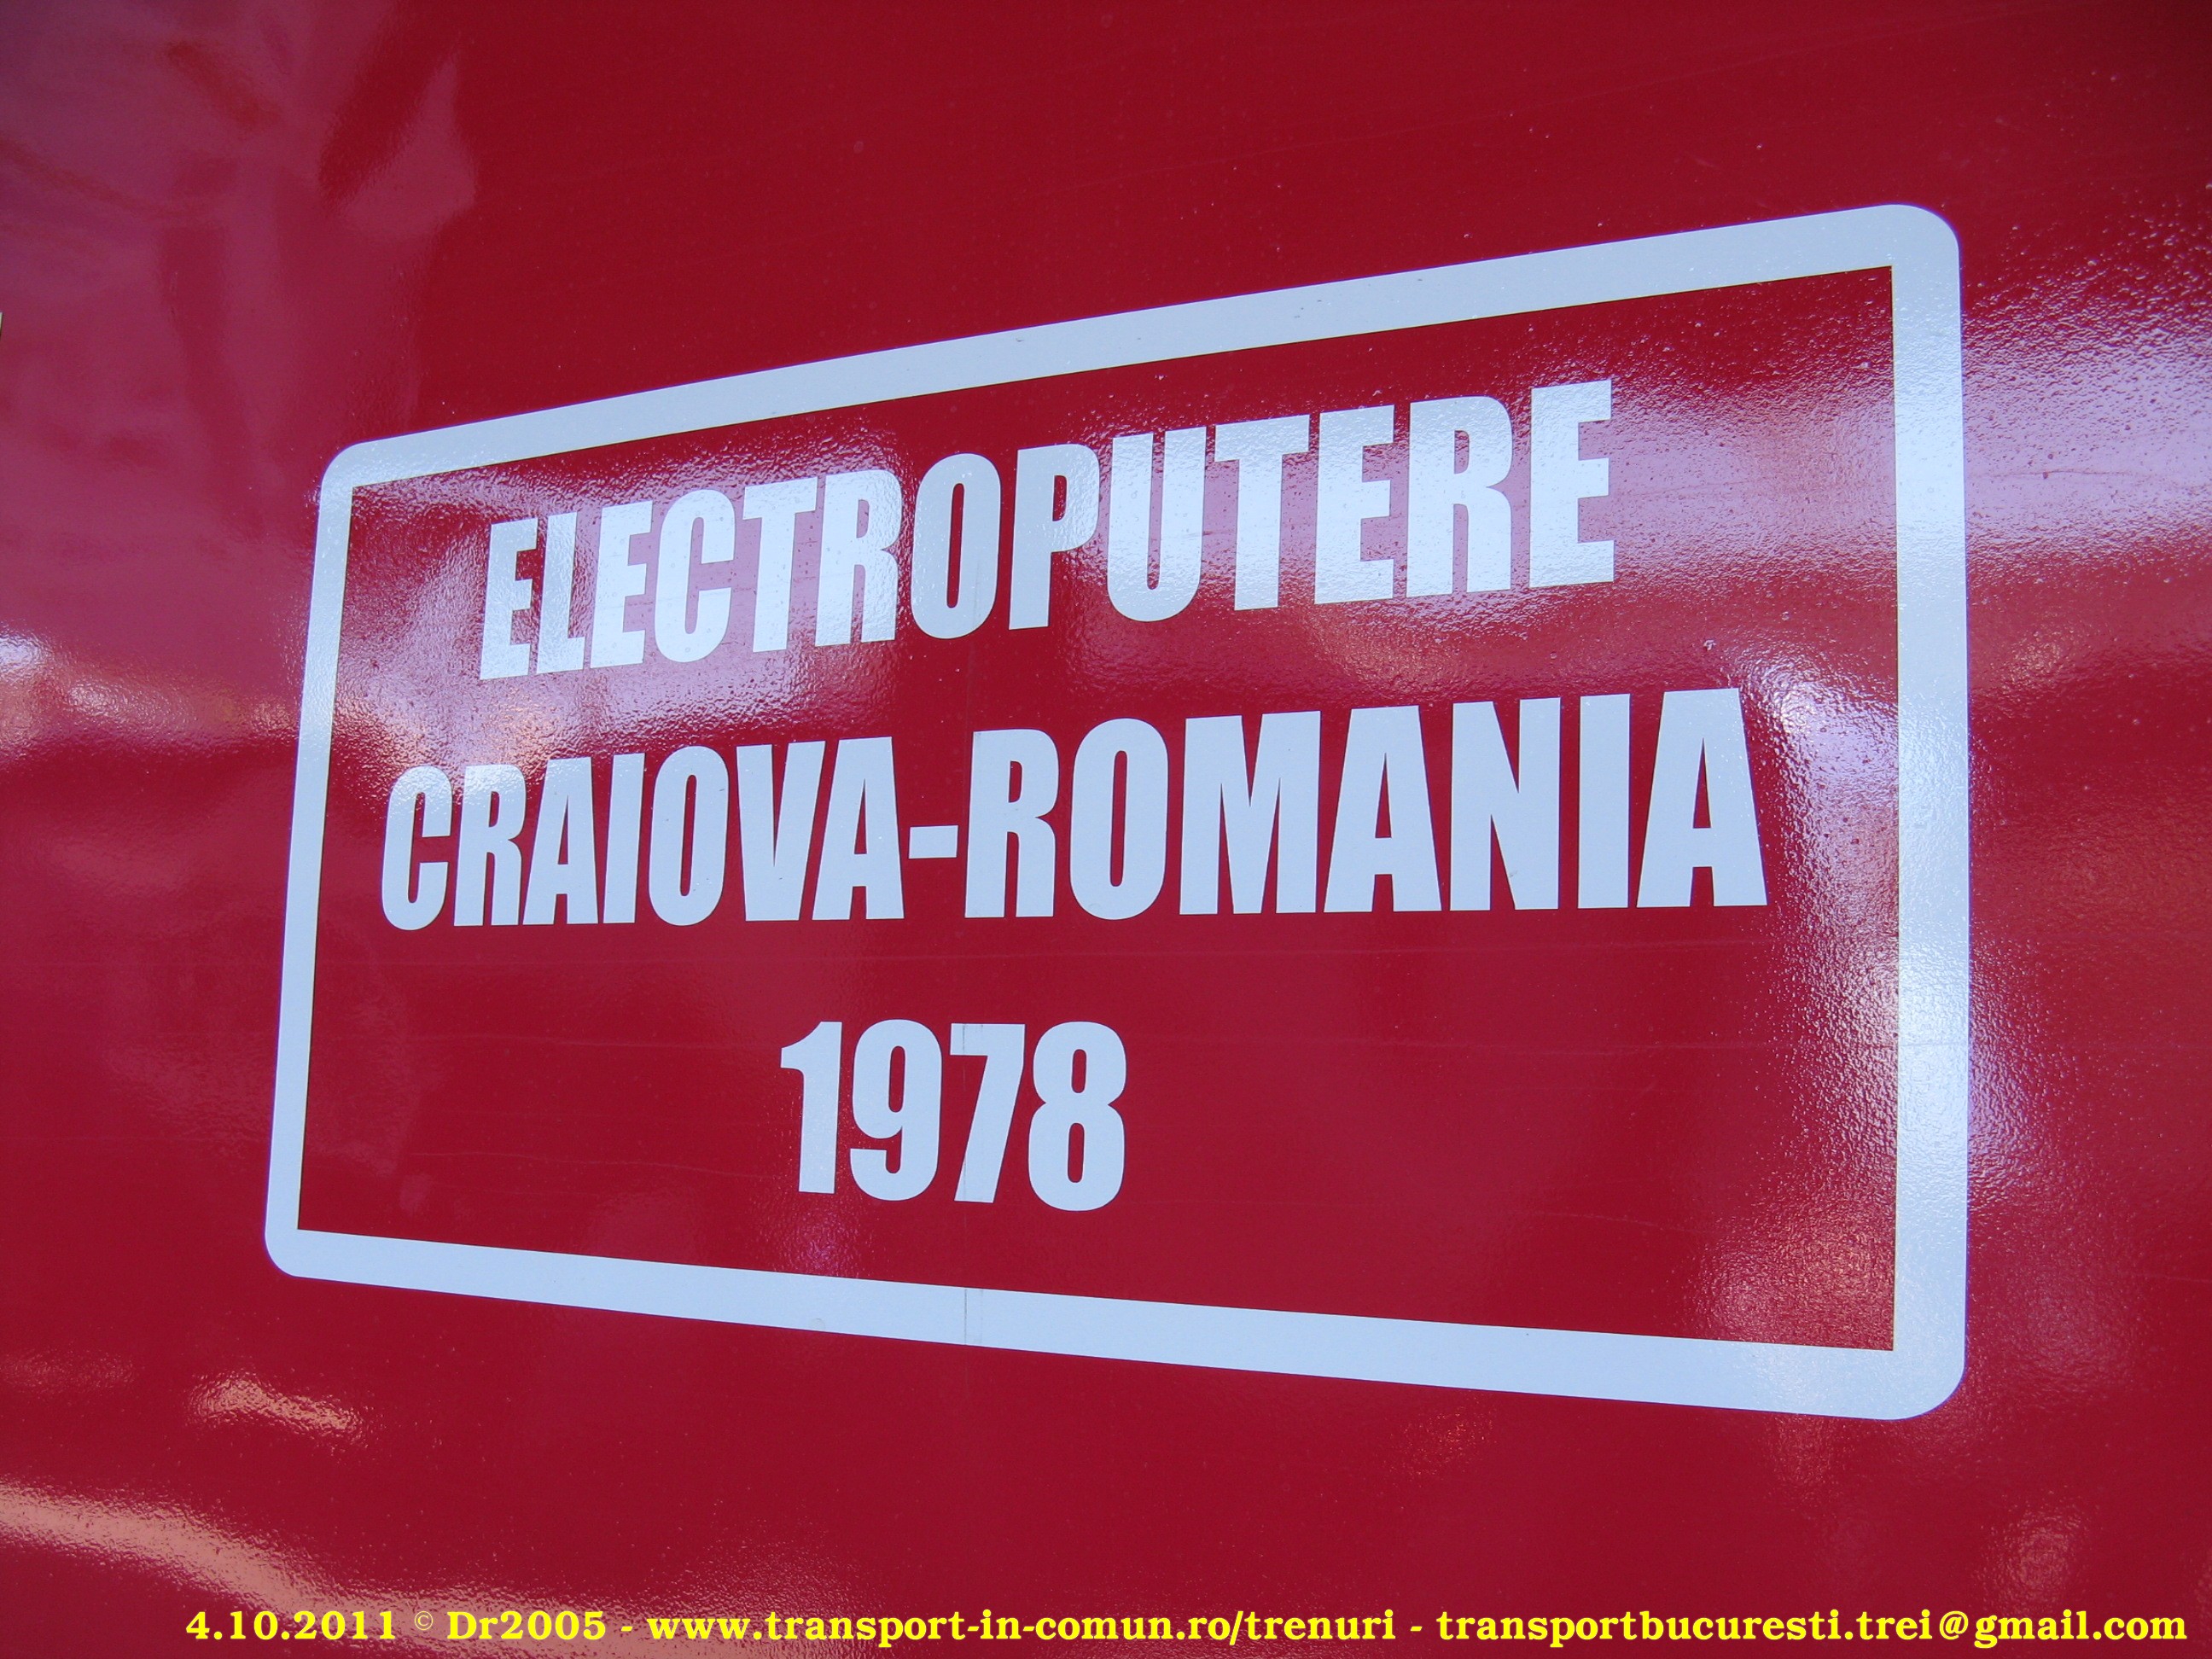 ELECTROPUTERE
CRAIOVA-ROMANIA
1978
4.10.2011 © Dr2005 - www.transport-in-comun.ro/trenuri - transportbucuresti.trei@gmail.com